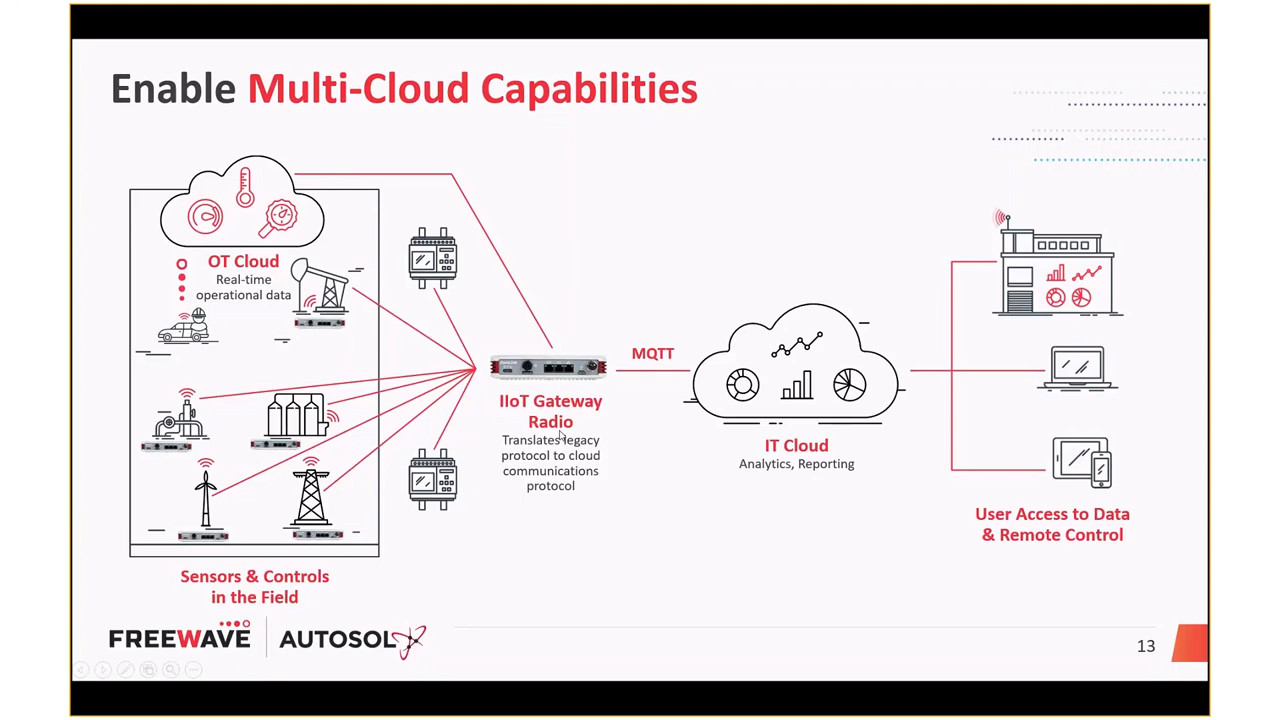 Enable Multi-Cloud Capabilities
OT Cloud
Real-time
operational data
MQTT
IIoT Gateway
Radio
Translates legacy
protocol to cloud
communications
protocol
IT Cloud
Analytics, Reporting
User Access to Data
& Remote Control
Sensors & Controls
in the Field
FREEWAVE
AUTOSOL
13